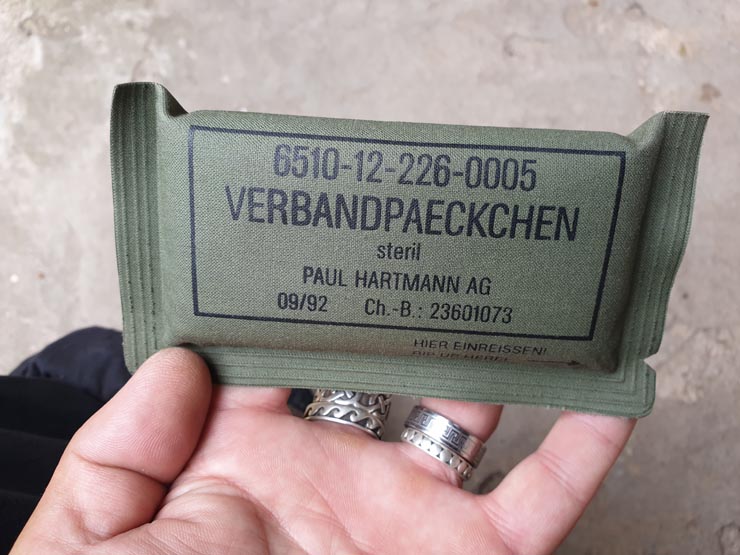 6510-12-226-0005
VERBANDPAECKCHEN
steril
PAUL HARTMANN AG
09/92 Ch.-B.: 23601073
HIER EINREISSEN!